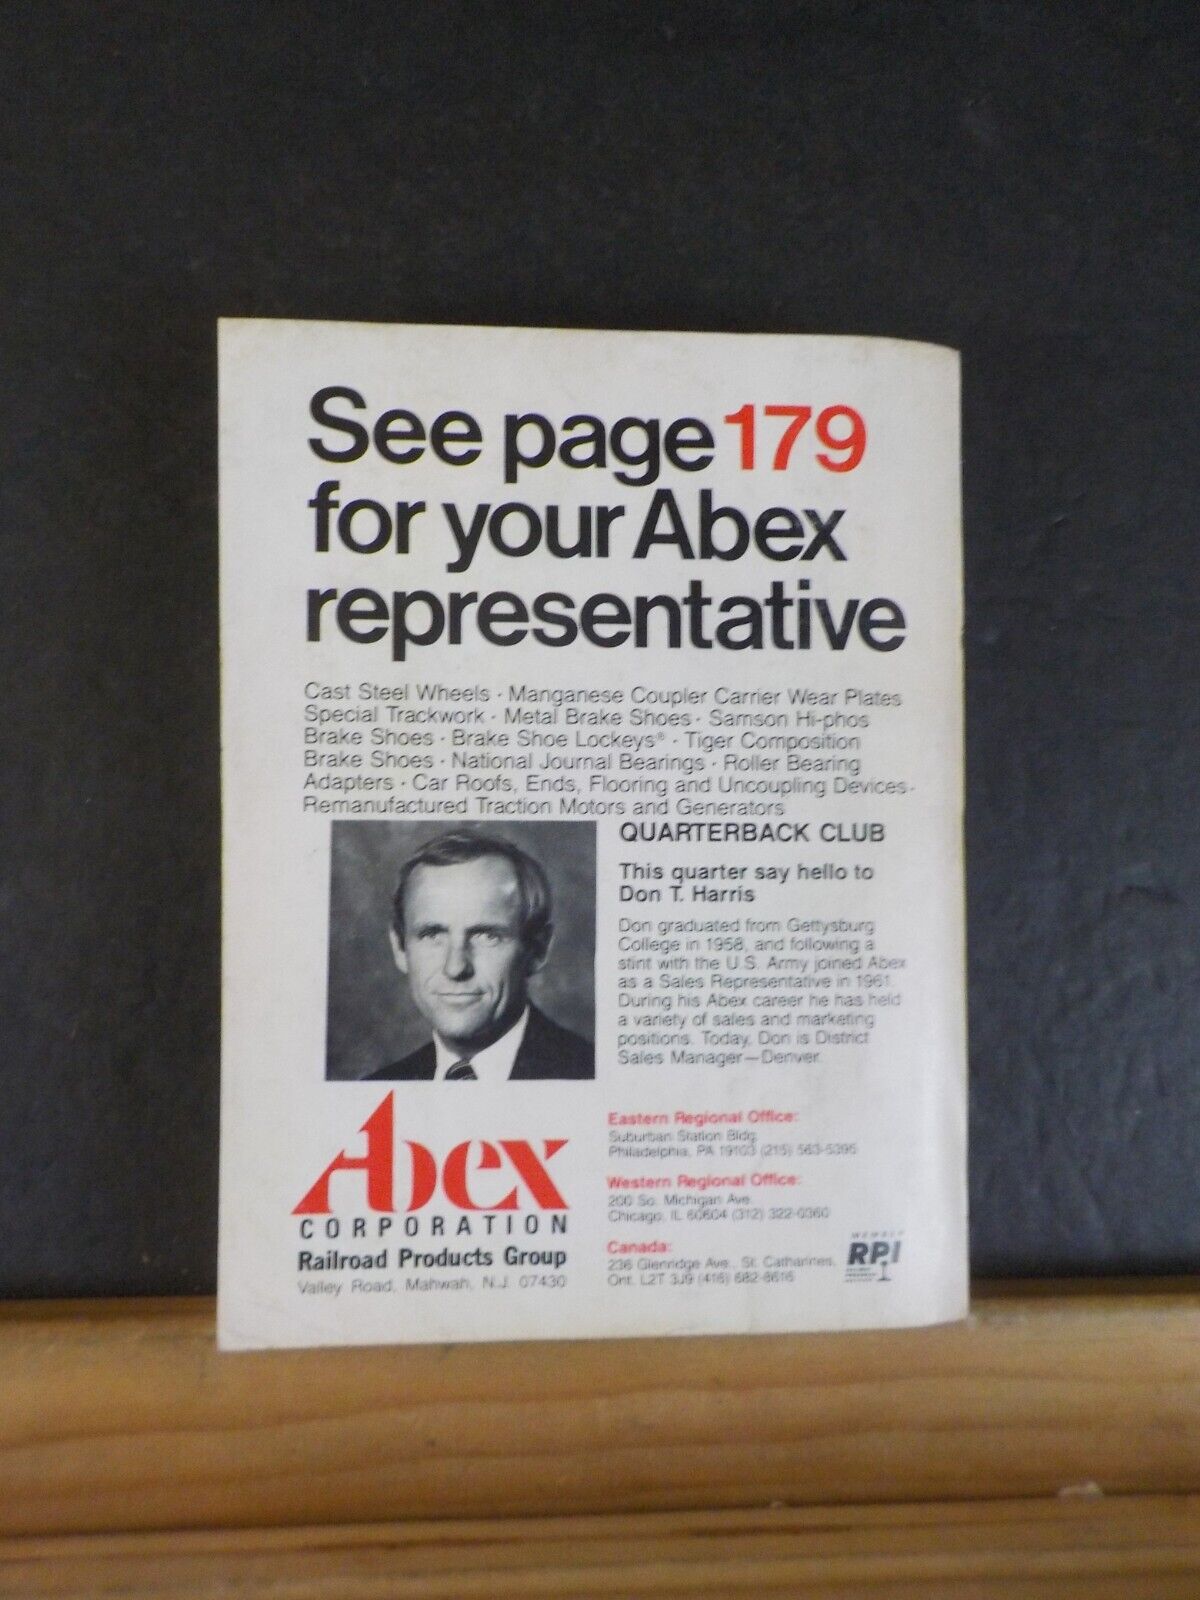 See page 179
for your Abex
representative
Cast Steel Wheels · Manganese Coupler Carrier Wear Plates
Special Trackwork · Metal Brake Shoes · Samson Hi-phos
Brake Shoes · Brake Shoe Lockeys® · Tiger Composition
Brake Shoes · National Journal Bearings · Roller Bearing
Adapters · Car Roofs, Ends, Flooring and Uncoupling Devices ·
Remanufactured Traction Motors and Generators
QUARTERBACK CLUB
This quarter say hello to
Don T. Harris
Don graduated from Gettysburg
College in 1958, and following a
stint with the U.S. Army joined Abex
as a Sales Representative in 1961.
During his Abex career he has held
a variety of sales and marketing
positions. Today, Don is District
Sales Manager—Denver.
Abex
CORPORATION
Railroad Products Group
Valley Road, Mahwah, N.J. 07430
Eastern Regional Office:
Suburban Station Bldg.
Philadelphia, PA 19103 (215) 563-5395
Western Regional Office:
200 So. Michigan Ave.
Chicago, IL 60604 (312) 322-0360
Canada:
236 Glenridge Ave., St. Catharines,
Ont. L2T 3J9 (416) 682-8616
MEMBER
RPI